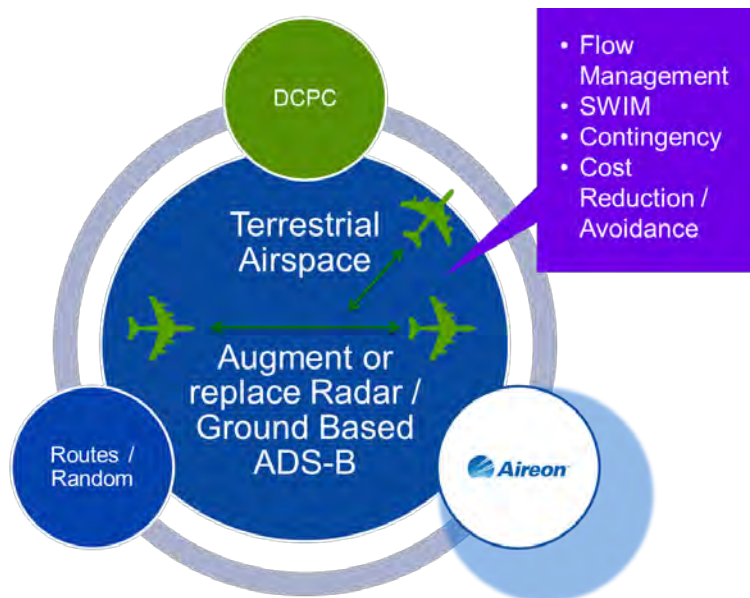 DCPC
• Flow
Management
• SWIM
• Contingency
• Cost
Reduction /
Avoidance
Terrestrial
Airspace
Augment or
replace Radar /
Ground Based
ADS-B
Routes /
Random
Aireon